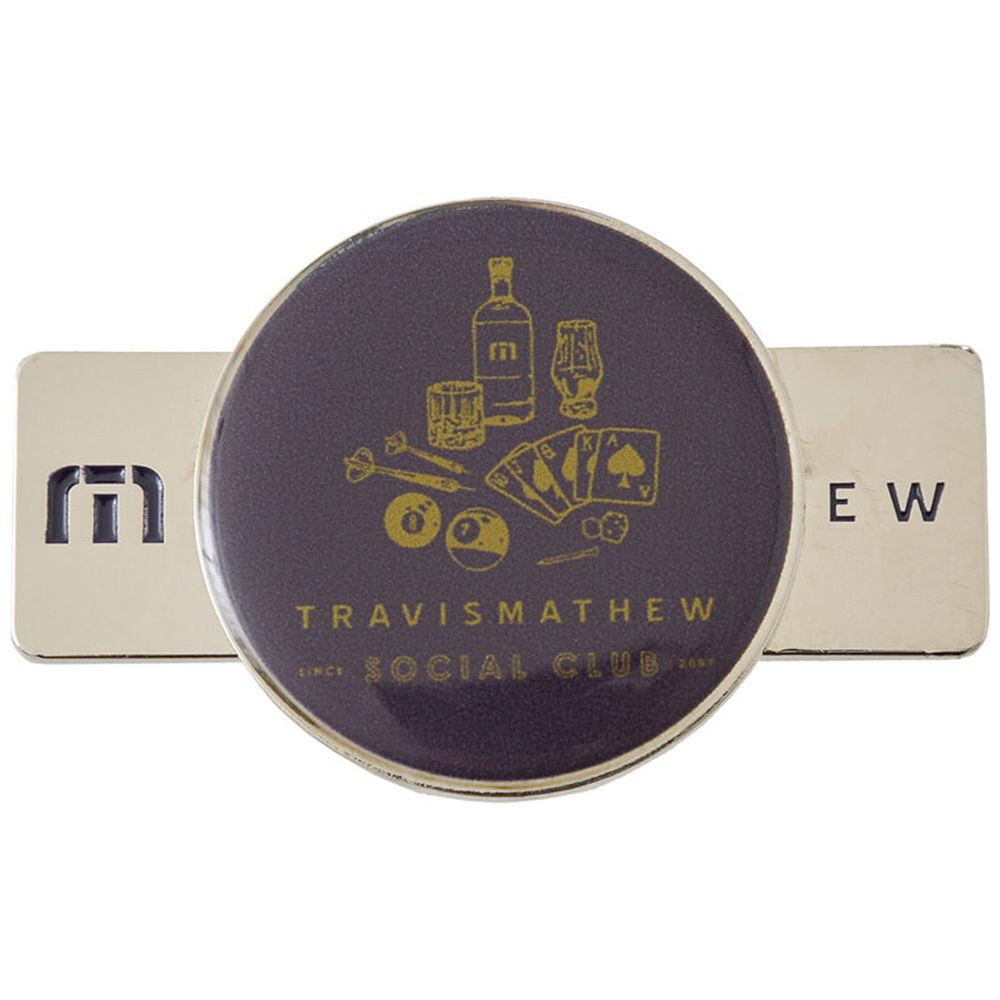 EW
A
K
A
TRAVISMATHEW
SINCE SOCIAL CLUB 2007